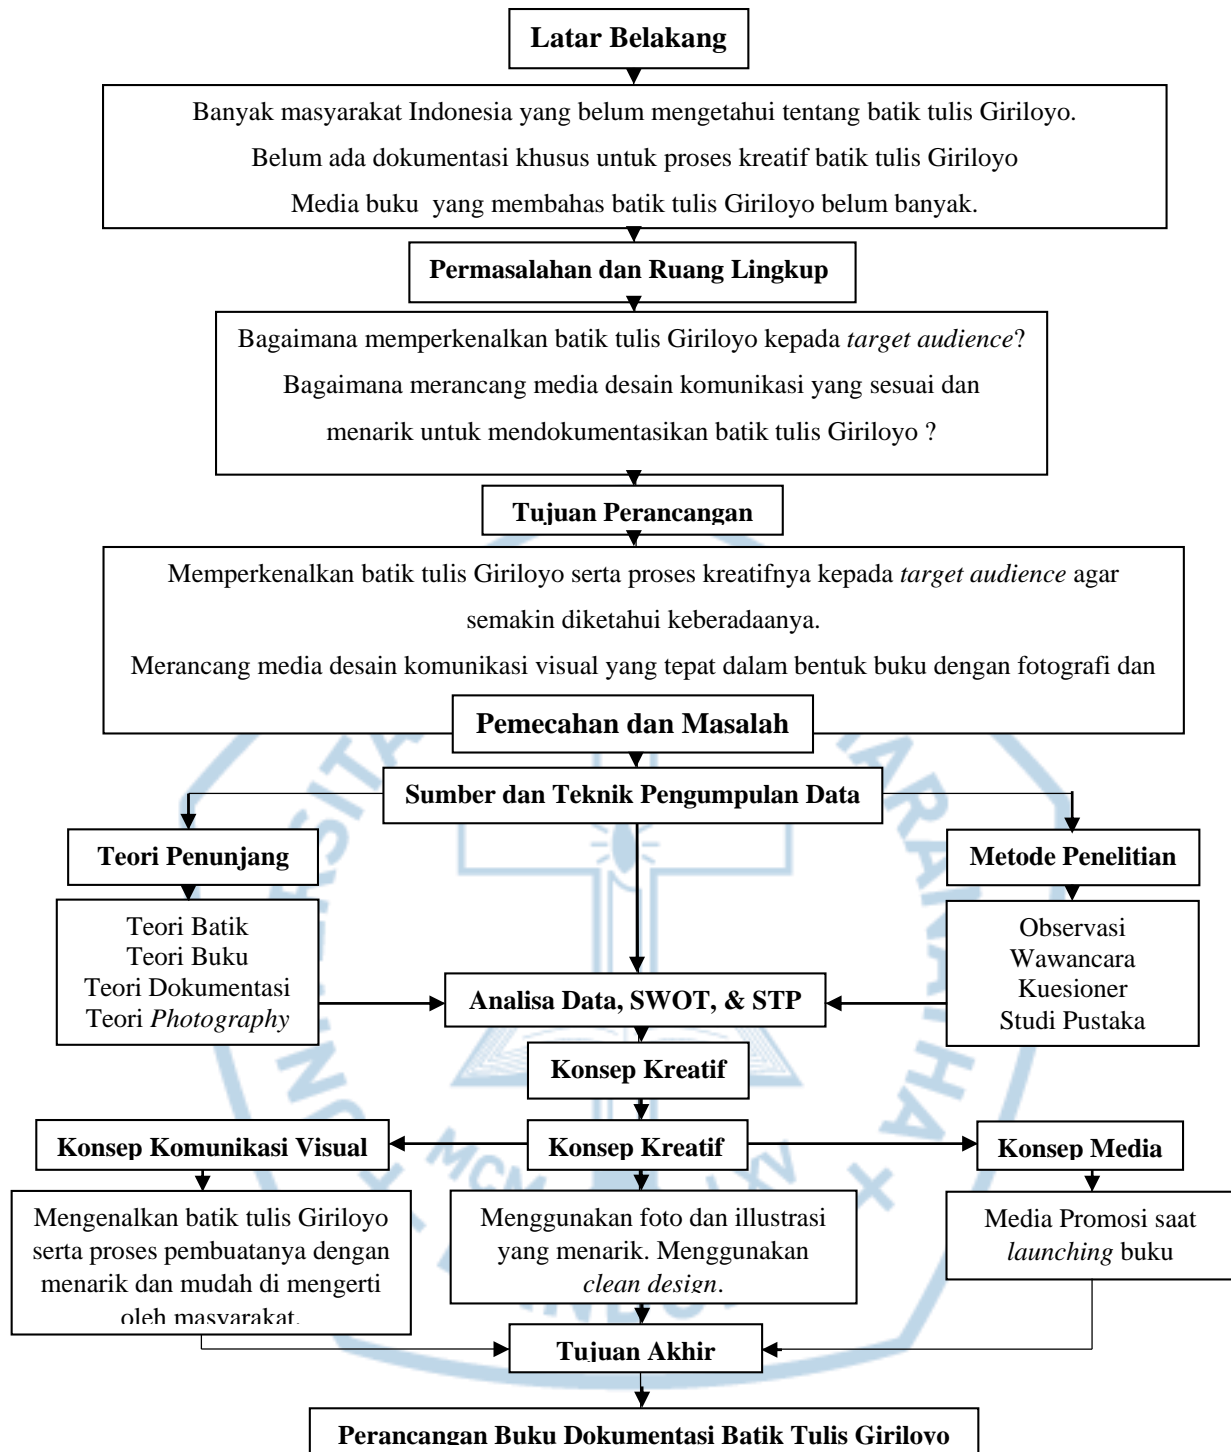 Latar Belakang
Banyak masyarakat Indonesia yang belum mengetahui tentang batik tulis Giriloyo.
Belum ada dokumentasi khusus untuk proses kreatif batik tulis Giriloyo
Media buku yang membahas batik tulis Giriloyo belum banyak.
Permasalahan dan Ruang Lingkup
Bagaimana memperkenalkan batik tulis Giriloyo kepada target audience?
Bagaimana merancang media desain komunikasi yang sesuai dan
menarik untuk mendokumentasikan batik tulis Giriloyo ?
Tujuan Perancangan
Memperkenalkan batik tulis Giriloyo serta proses kreatifnya kepada target audience agar
semakin diketahui keberadaanya.
Merancang media desain komunikasi visual yang tepat dalam bentuk buku dengan fotografi dan
Pemecahan dan Masalah
Sumber dan Teknik Pengumpulan Data
Teori Penunjang
Metode Penelitian
Teori Batik
Teori Buku
Teori Dokumentasi
Teori Photography
Observasi
Wawancara
Kuesioner
Studi Pustaka
Analisa Data, SWOT, & STP
Konsep Kreatif
Konsep Komunikasi Visual
Konsep Kreatif
Konsep Media
Mengenalkan batik tulis Giriloyo
serta proses pembuatanya dengan
menarik dan mudah di mengerti
oleh masyarakat.
Menggunakan foto dan illustrasi
yang menarik. Menggunakan
clean design.
Media Promosi saat
launching buku
Tujuan Akhir
Perancangan Buku Dokumentasi Batik Tulis Giriloyo